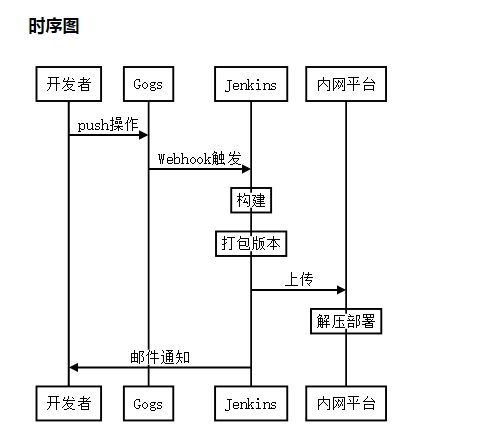 时序图
开发者 Gogs Jenkins 内网平台
push操作
Webhook触发
构建
打包版本
上传
解压部署
邮件通知
开发者 Gogs Jenkins 内网平台